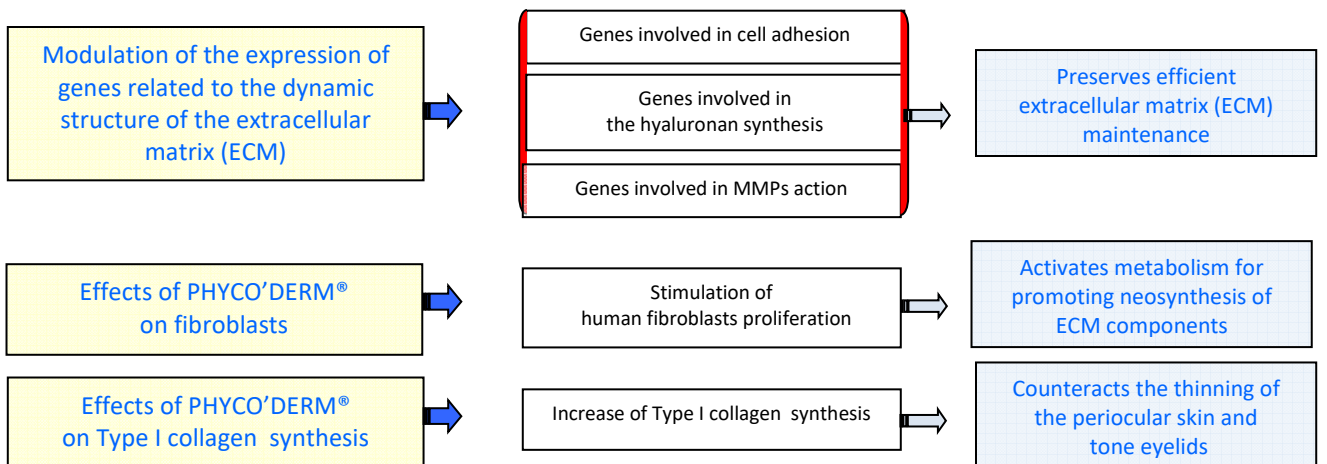 Modulation of the expression of
genes related to the dynamic
structure of the extracellular
matrix (ECM)
Genes involved in cell adhesion
Genes involved in
the hyaluronan synthesis
Genes involved in MMPs action
Preserves efficient
extracellular matrix (ECM)
maintenance
Effects of PHYCO’DERM®
on fibroblasts
Stimulation of
human fibroblasts proliferation
Activates metabolism for
promoting neosynthesis of
ECM components
Effects of PHYCO’DERM®
on Type I collagen synthesis
Increase of Type I collagen synthesis
Counteracts the thinning of
the periocular skin and
tone eyelids